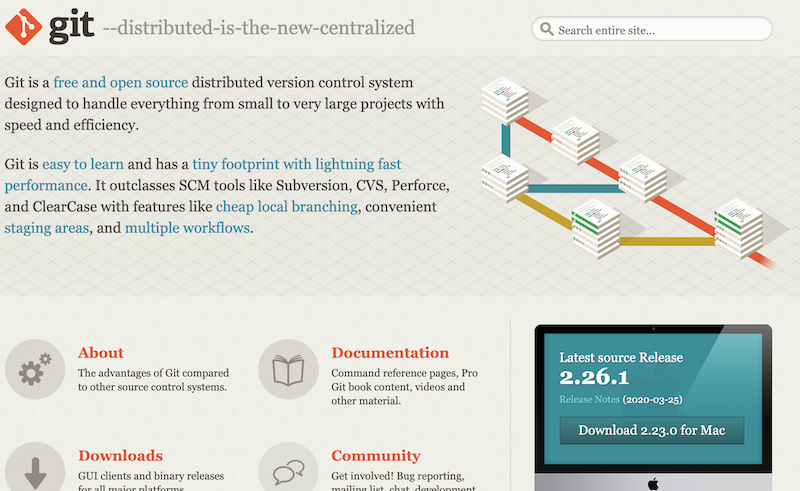 git --distributed-is-the-new-centralized
Search entire site...
Git is a free and open source distributed version control system
designed to handle everything from small to very large projects with
speed and efficiency.
Git is easy to learn and has a tiny footprint with lightning fast
performance. It outclasses SCM tools like Subversion, CVS, Perforce,
and ClearCase with features like cheap local branching, convenient
staging areas, and multiple workflows.
About
The advantages of Git compared
to other source control systems.
Documentation
Command reference pages, Pro
Git book content, videos and
other material.
Downloads
GUI clients and binary releases
for all major platforms.
Community
Get involved! Bug reporting,
mailing list, chat, development
Latest source Release
2.26.1
Release Notes (2020-03-25)
Download 2.23.0 for Mac